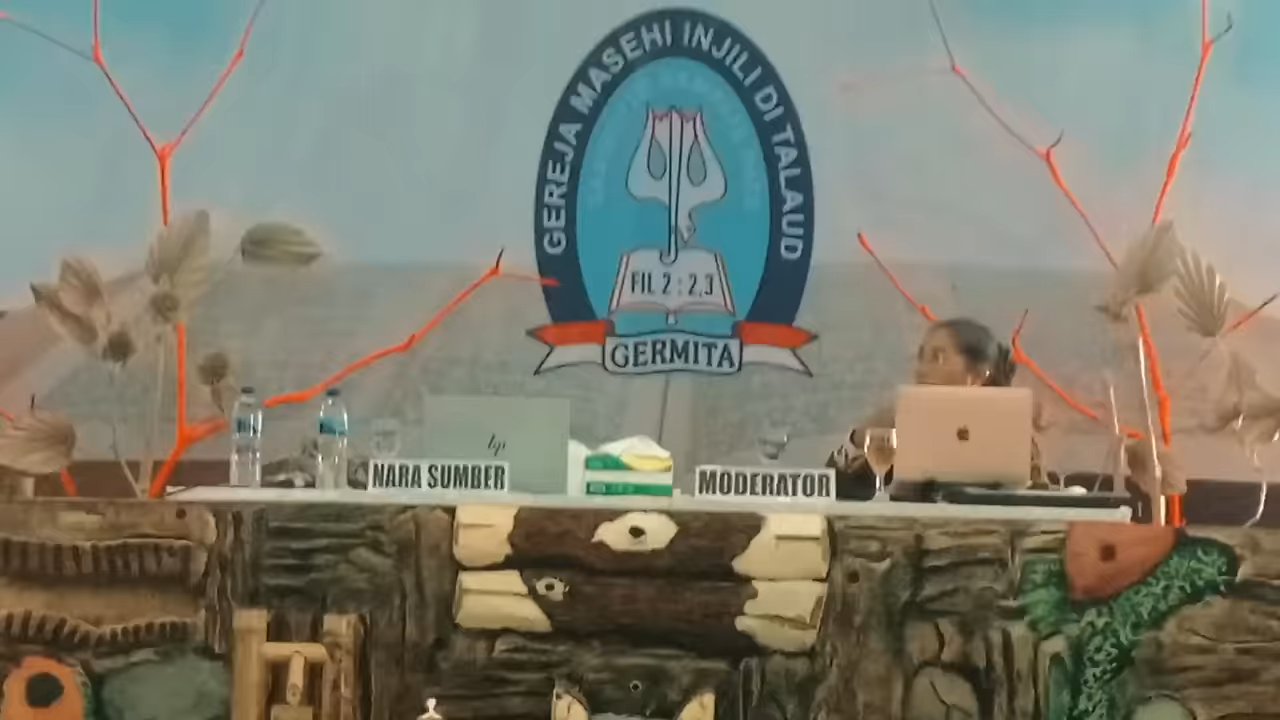 GEREJA MASEHI INJILI DI TALAUD
FIL 2 : 2,3
GERMITA
hp
NARA SUMBER
MODERATOR